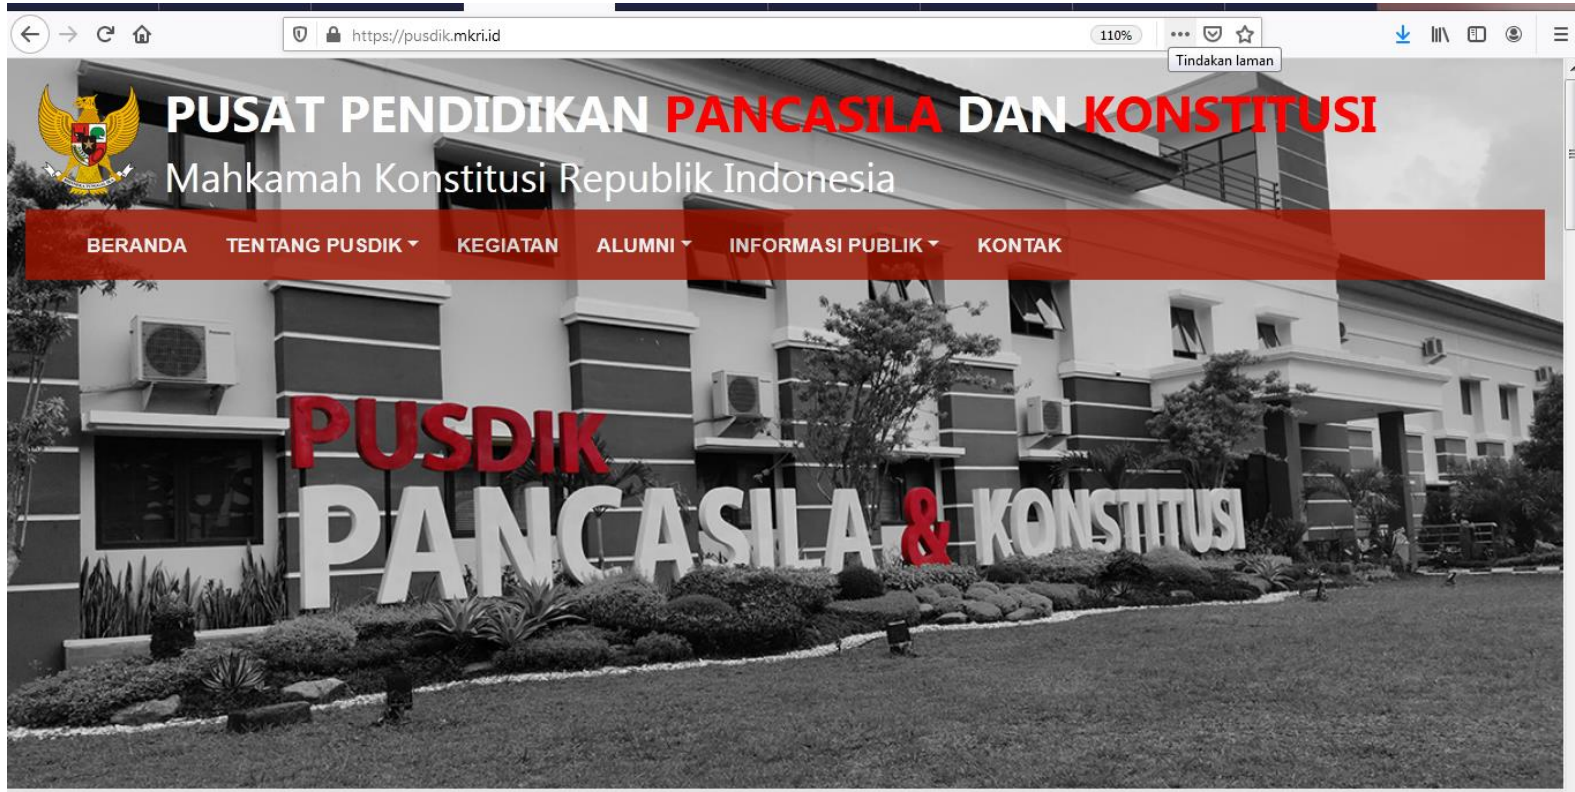 https://pusdik.mkri.id
110%
Tindakan laman
PUSAT PENDIDIKAN PANCASILA DAN KONSTITUSI
Mahkamah Konstitusi Republik Indonesia
BERANDA TENTANG PUSDIK KEGIATAN ALUMNI INFORMASI PUBLIK KONTAK
PUSDIK
PANCASILA & KONSTITUSI